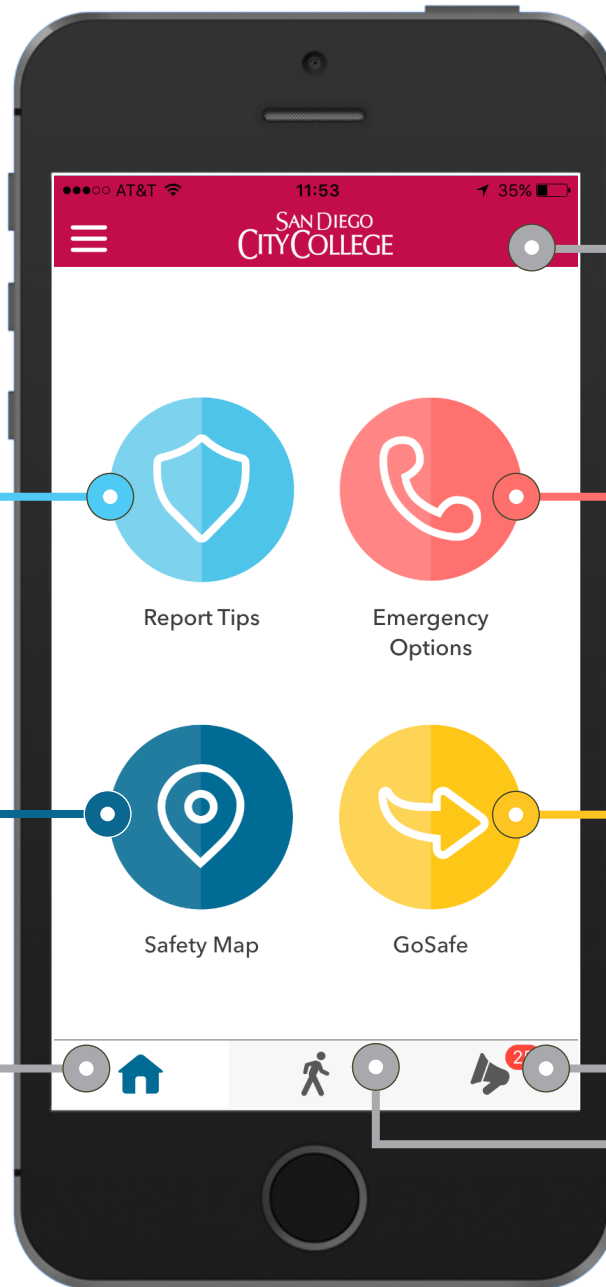 AT&T 11:53 35%
SAN DIEGO
CITY COLLEGE
Report Tips
Emergency
Options
Safety Map
GoSafe